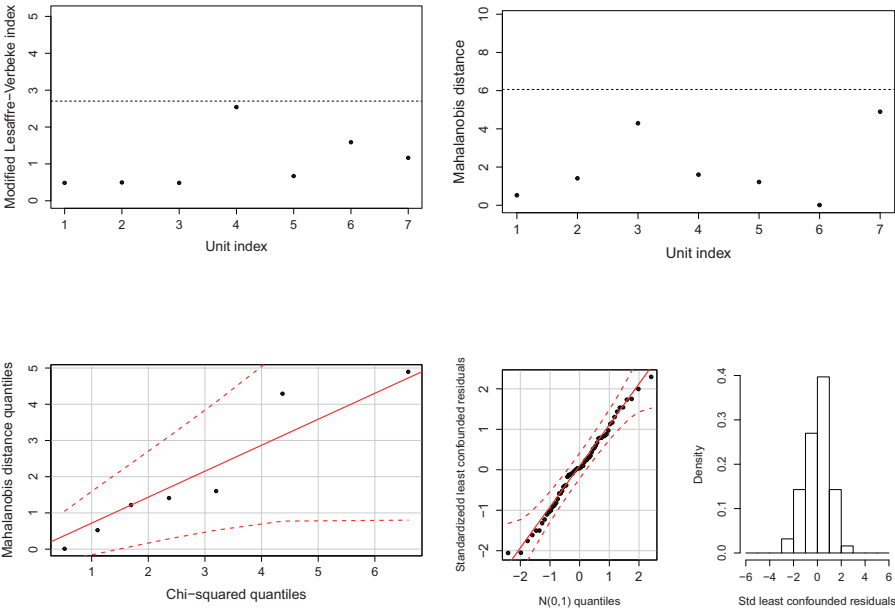 Modified Lesaffre−Verbeke index
0 1 2 3 4 5
1 2 3 4 5 6 7
Unit index
Mahalanobis distance
0 2 4 6 8 10
1 2 3 4 5 6 7
Unit index
Mahalanobis distance quantiles
0 1 2 3 4 5
1 2 3 4 5 6
Chi−squared quantiles
Standardizedd least confounded residuals
−2 −1 0 1 2
−2 −1 0 1 2
N(0,1) quantiles
Density
0.0 0.1 0.2 0.3 0.4
−6 −4 −2 0 2 4 6
Std least confounded residuals